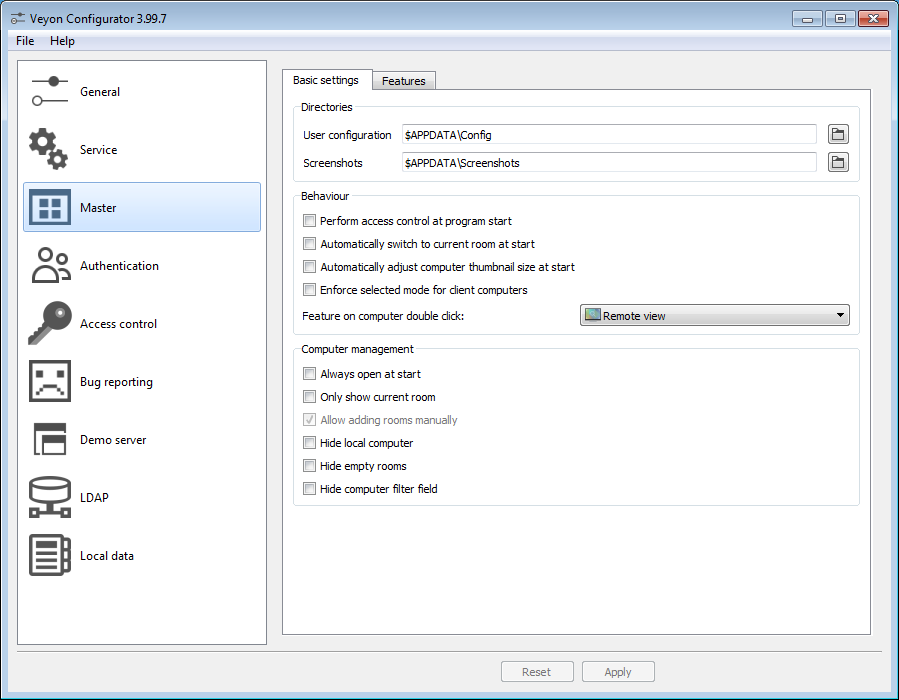 Veyon Configurator 3.99.7
File Help
General
Service
Master
Authentication
Access control
Bug reporting
Demo server
LDAP
Local data
Basic settings Features
Directories
User configuration $APPDATA\Config
Screenshots $APPDATA\Screenshots
Behaviour
Perform access control at program start
Automatically switch to current room at start
Automatically adjust computer thumbnail size at start
Enforce selected mode for client computers
Feature on computer double click: Remote view
Computer management
Always open at start
Only show current room
Allow adding rooms manually
Hide local computer
Hide empty rooms
Hide computer filter field
Reset Apply